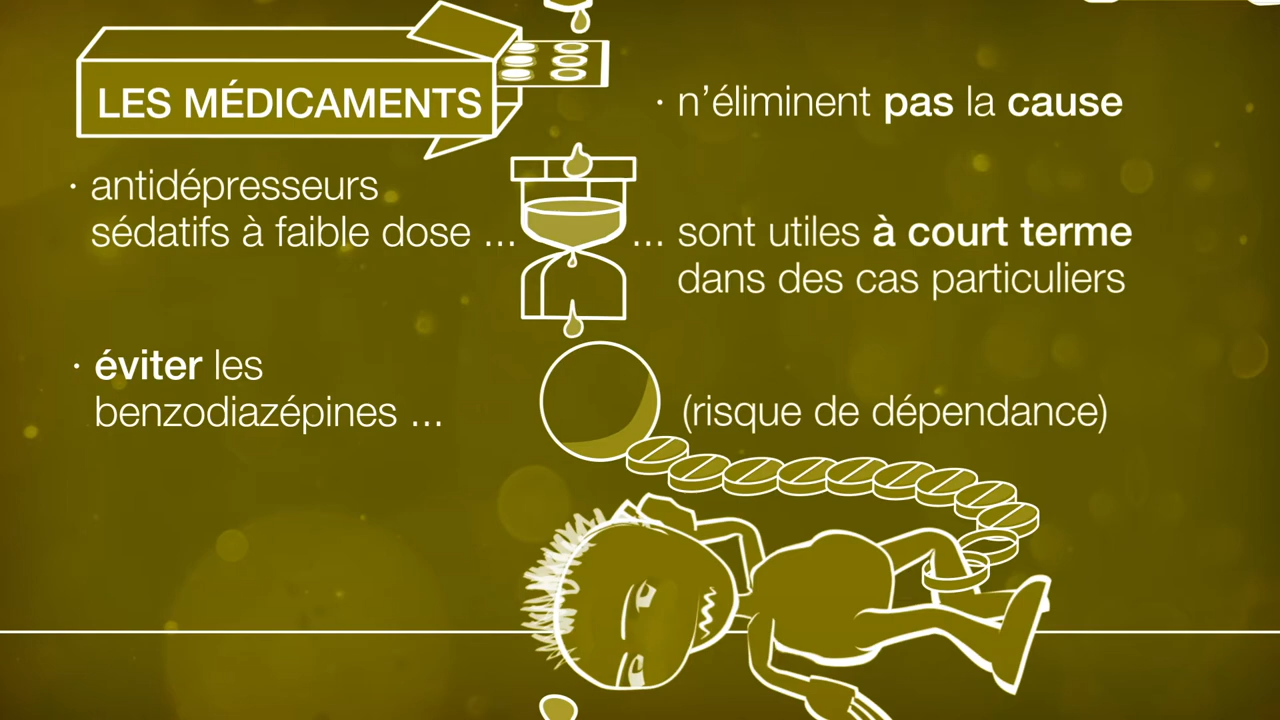 LES MÉDICAMENTS
· n’éliminent pas la cause
· antidépresseurs
sédatifs à faible dose ...
... sont utiles à court terme
dans des cas particuliers
· éviter les
benzodiazépines ...
(risque de dépendance)